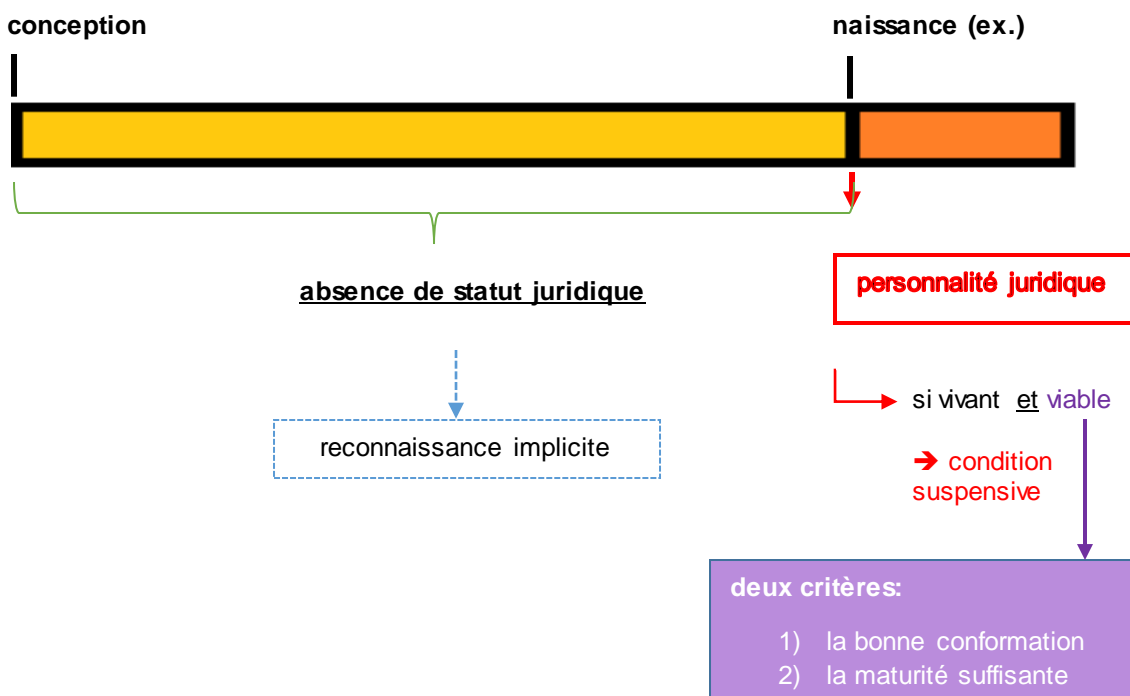 conception
naissance (ex.)
absence de statut juridique
personnalité juridique
reconnaissance implicite
si vivant et viable
➔ condition
suspensive
deux critères:
1) la bonne conformation
2) la maturité suffisante